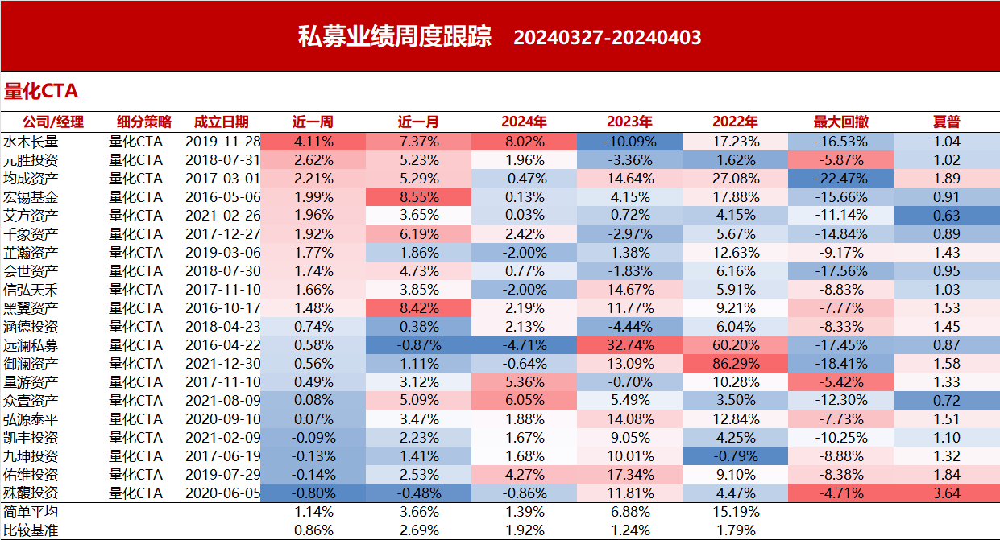 私募业绩周度跟踪 20240327-20240403
量化CTA
公司/经理 细分策略 成立日期 近一周 近一月 2024年 2023年 2022年 最大回撤 夏普
水木长量 量化CTA 2019-11-28 4.11% 7.37% 8.02% -10.09% 17.23% -16.53% 1.04
元胜投资 量化CTA 2018-07-31 2.62% 5.23% 1.96% -3.36% 1.62% -5.87% 1.02
均成资产 量化CTA 2017-03-01 2.21% 5.29% -0.47% 14.64% 27.08% -22.47% 1.89
宏锡基金 量化CTA 2016-05-06 1.99% 8.55% 0.13% 4.15% 17.88% -15.66% 0.91
艾方资产 量化CTA 2021-02-26 1.96% 3.65% 0.03% 0.72% 4.15% -11.14% 0.63
千象资产 量化CTA 2017-12-27 1.92% 6.19% 2.42% -2.97% 5.67% -14.84% 0.89
芷瀚资产 量化CTA 2019-03-06 1.77% 1.86% -2.00% 1.38% 12.63% -9.17% 1.43
会世资产 量化CTA 2018-07-30 1.74% 4.73% 0.77% -1.83% 6.16% -17.56% 0.95
信弘天禾 量化CTA 2017-11-10 1.66% 3.85% -2.00% 14.67% 5.91% -8.83% 1.03
黑翼资产 量化CTA 2016-10-17 1.48% 8.42% 2.19% 11.77% 9.21% -7.77% 1.53
涵德投资 量化CTA 2018-04-23 0.74% 0.38% 2.13% -4.44% 6.04% -8.33% 1.45
远澜私募 量化CTA 2016-04-22 0.58% -0.87% -4.71% 32.74% 60.20% -17.45% 0.87
御澜资产 量化CTA 2021-12-30 0.56% 1.11% -0.64% 13.09% 86.29% -18.41% 1.58
量游资产 量化CTA 2017-11-10 0.49% 3.12% 5.36% -0.70% 10.28% -5.42% 1.33
众壹资产 量化CTA 2021-08-09 0.08% 5.09% 6.05% 5.49% 3.50% -12.30% 0.72
弘源泰平 量化CTA 2020-09-10 0.07% 3.47% 1.88% 14.08% 12.84% -7.73% 1.51
凯丰投资 量化CTA 2021-02-09 -0.09% 2.23% 1.67% 9.05% 4.25% -10.25% 1.10
九坤投资 量化CTA 2017-06-19 -0.13% 1.41% 1.68% 10.01% -0.79% -8.88% 1.32
佑维投资 量化CTA 2019-07-29 -0.14% 2.53% 4.27% 17.34% 9.10% -8.38% 1.84
殊馥投资 量化CTA 2020-06-05 -0.80% -0.48% -0.86% 11.81% 4.47% -4.71% 3.64
简单平均 1.14% 3.66% 1.39% 6.88% 15.19%
比较基准 0.86% 2.69% 1.92% 1.24% 1.79%